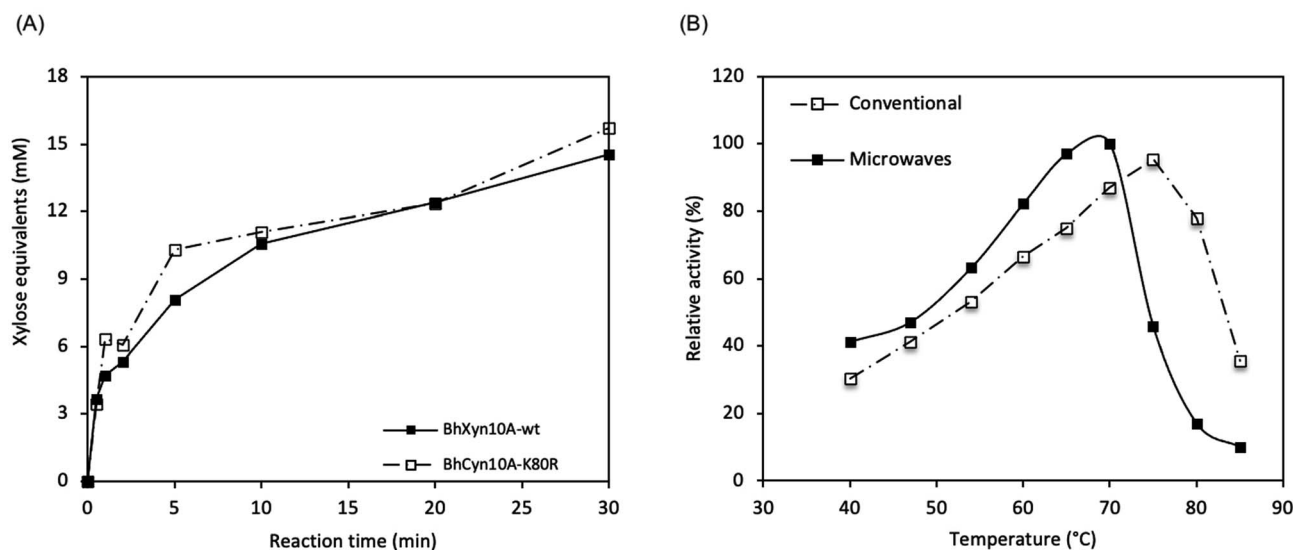 (A)
Xylose equivalents (mM)
18
15
12
9
6
3
0
0 5 10 15 20 25 30
Reaction time (min)
BhXyn10A-wt
BhCyn10A-K80R
(B)
Relative activity (%)
120
100
80
60
40
20
0
30 40 50 60 70 80 90
Temperature (°C)
Conventional
Microwaves